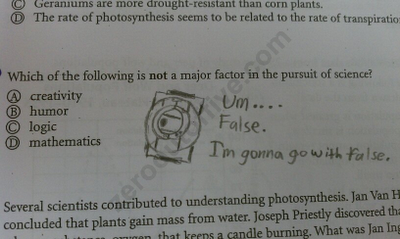 Ⓒ Geraniums are more drought-resistant than corn plants.
Ⓓ The rate of photosynthesis seems to be related to the rate of transpiratio
Which of the following is not a major factor in the pursuit of science?
Ⓐ creativity
Ⓑ humor
Ⓒ logic
Ⓓ mathematics
Um....
False.
I'm gonna go with false.
Several scientists contributed to understanding photosynthesis. Jan Van H
concluded that plants gain mass from water. Joseph Priestly discovered tha
oxygen, that keeps a candle burning. What was Jan Ing